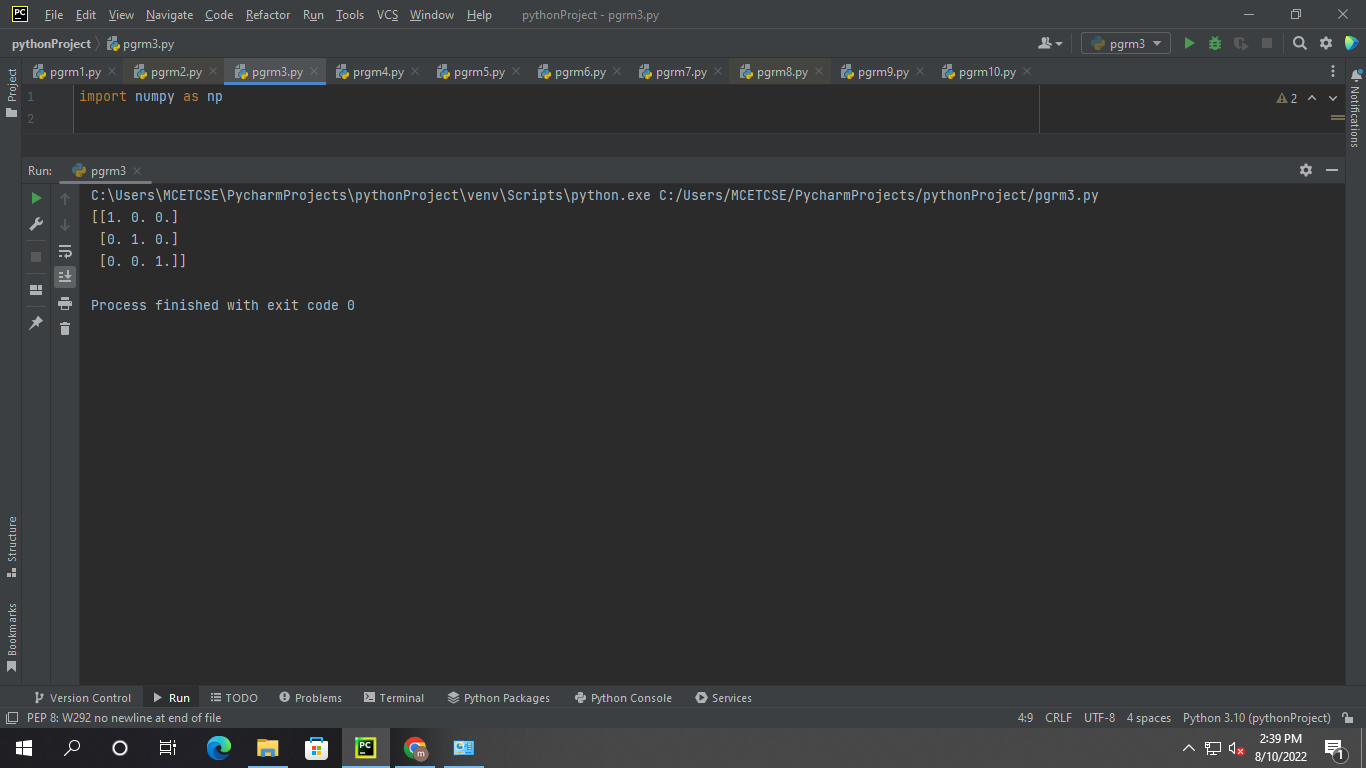 PC File Edit View Navigate Code Refactor Run Tools VCS Window Help pythonProject - pgrm3.py
pythonProject pgrm3.py pgrm3
Project
pgrm1.py pgrm2.py pgrm3.py prgm4.py pgrm5.py pgrm6.py pgrm7.py pgrm8.py pgrm9.py pgrm10.py
Notifications
1 import numpy as np 2
2
Run: pgrm3
C:\Users\MCETCSE\PycharmProjects\pythonProject\venv\Scripts\python.exe C:/Users/MCETCSE/PycharmProjects/pythonProject/pgrm3.py
[[1. 0. 0.]
 [0. 1. 0.]
 [0. 0. 1.]]
Process finished with exit code 0
Structure
Bookmarks
Version Control Run TODO Problems Terminal Python Packages Python Console Services
PEP 8: W292 no newline at end of file 4:9 CRLF UTF-8 4 spaces Python 3.10 (pythonProject)
PC m 2:39 PM
8/10/2022 1